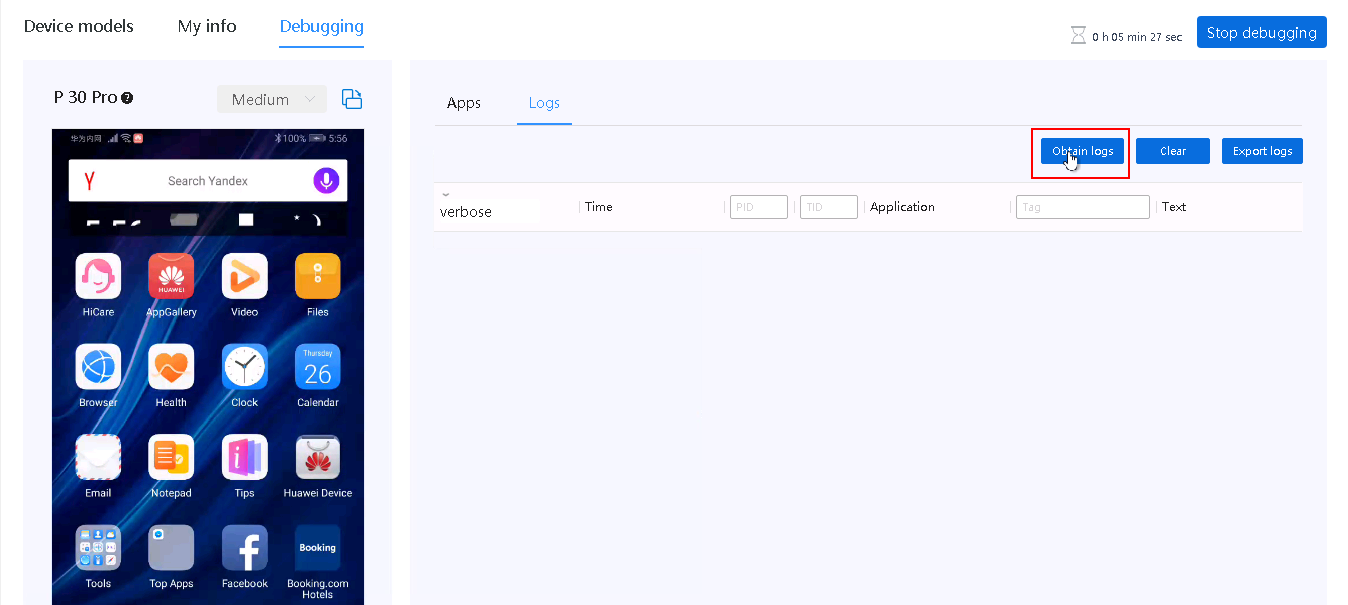 Device models My info Debugging
0 h 05 min 27 sec Stop debugging
P 30 Pro ?
Medium
华为内网 100% 5:56
Y Search Yandex
HiCare AppGallery Video Files
HUAWEI
Thursday
26
Browser Health Clock Calendar
Email Notepad Tips Huawei Device
Booking
Tools Top Apps Facebook Booking.com
Hotels
Apps Logs
Obtain logs Clear Export logs
verbose Time PID TID Application Tag Text